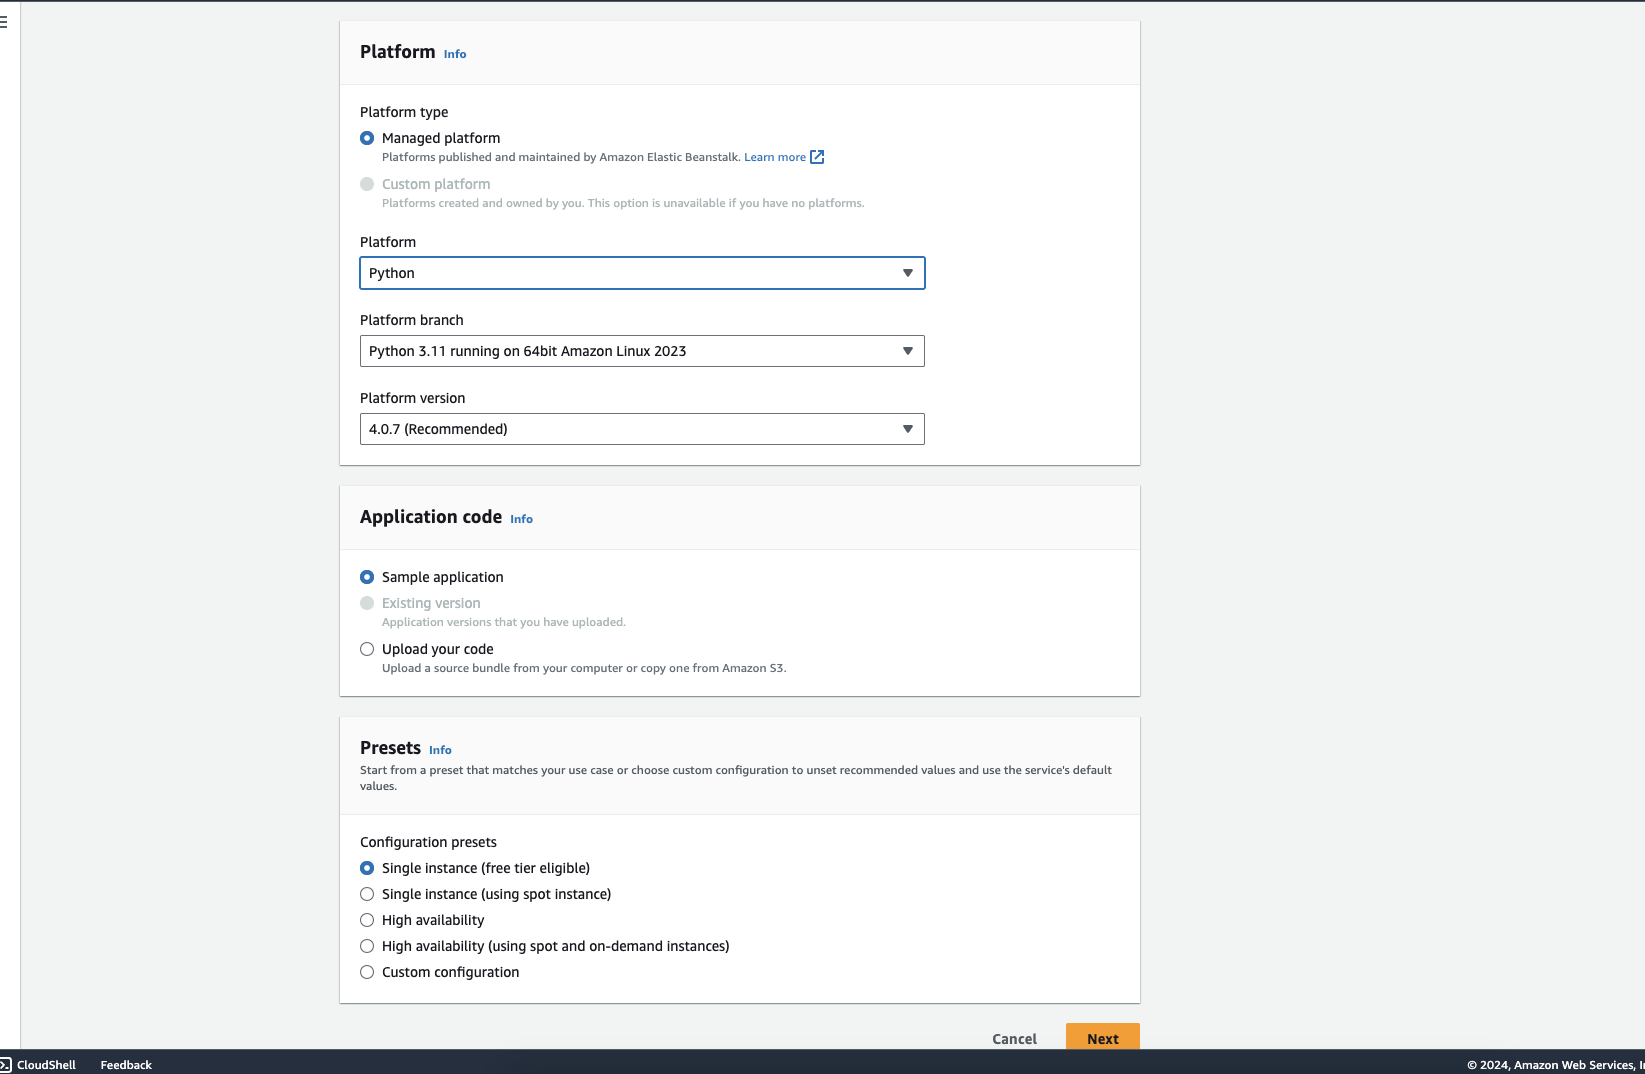 Platform Info
Platform type
Managed platform
Platforms published and maintained by Amazon Elastic Beanstalk. Learn more
Custom platform
Platforms created and owned by you. This option is unavailable if you have no platforms.
Platform
Python
Platform branch
Python 3.11 running on 64bit Amazon Linux 2023
Platform version
4.0.7 (Recommended)
Application code Info
Sample application
Existing version
Application versions that you have uploaded.
Upload your code
Upload a source bundle from your computer or copy one from Amazon S3.
Presets Info
Start from a preset that matches your use case or choose custom configuration to unset recommended values and use the service's default
values.
Configuration presets
Single instance (free tier eligible)
Single instance (using spot instance)
High availability
High availability (using spot and on-demand instances)
Custom configuration
Cancel Next
CloudShell Feedback © 2024, Amazon Web Services,